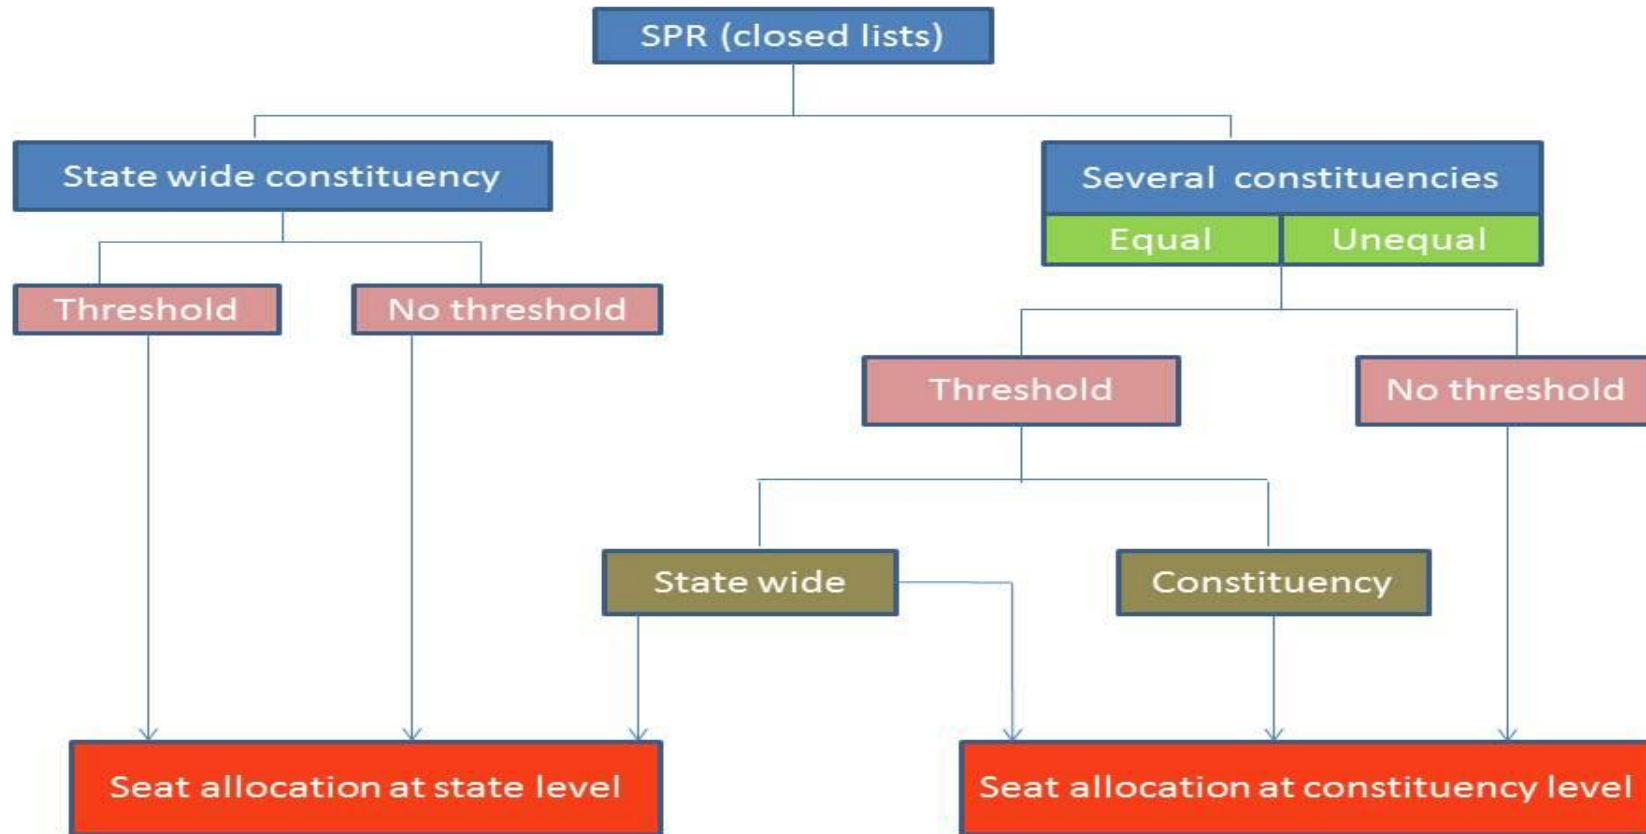 SPR (closed lists)
State wide constituency
Several constituencies
Equal
Unequal
Threshold
No threshold
Threshold
No threshold
State wide
Constituency
Seat allocation at state level
Seat allocation at constituency level